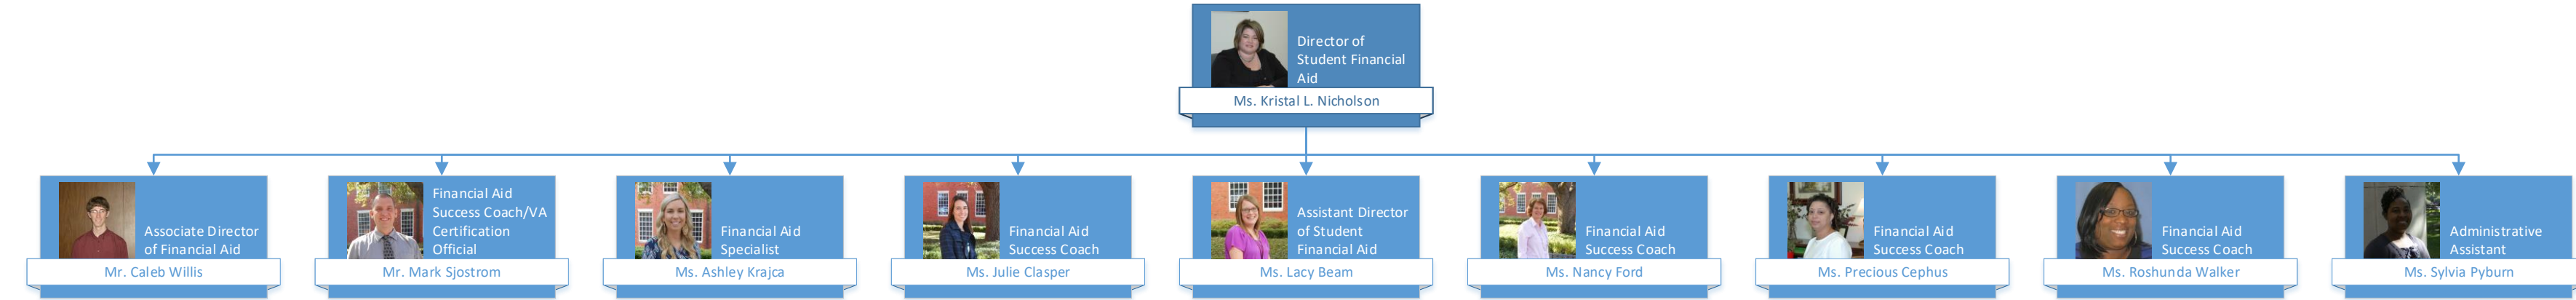 Director of
Student Financial
Aid
Ms. Kristal L. Nicholson
Associate Director
of Financial Aid
Mr. Caleb Willis
Financial Aid
Success Coach/VA
Certification
Official
Mr. Mark Sjostrom
Financial Aid
Specialist
Ms. Ashley Krajca
Financial Aid
Success Coach
Ms. Julie Clasper
Assistant Director
of Student
Financial Aid
Ms. Lacy Beam
Financial Aid
Success Coach
Ms. Nancy Ford
Financial Aid
Success Coach
Ms. Precious Cephus
Financial Aid
Success Coach
Ms. Roshunda Walker
Administrative
Assistant
Ms. Sylvia Pyburn